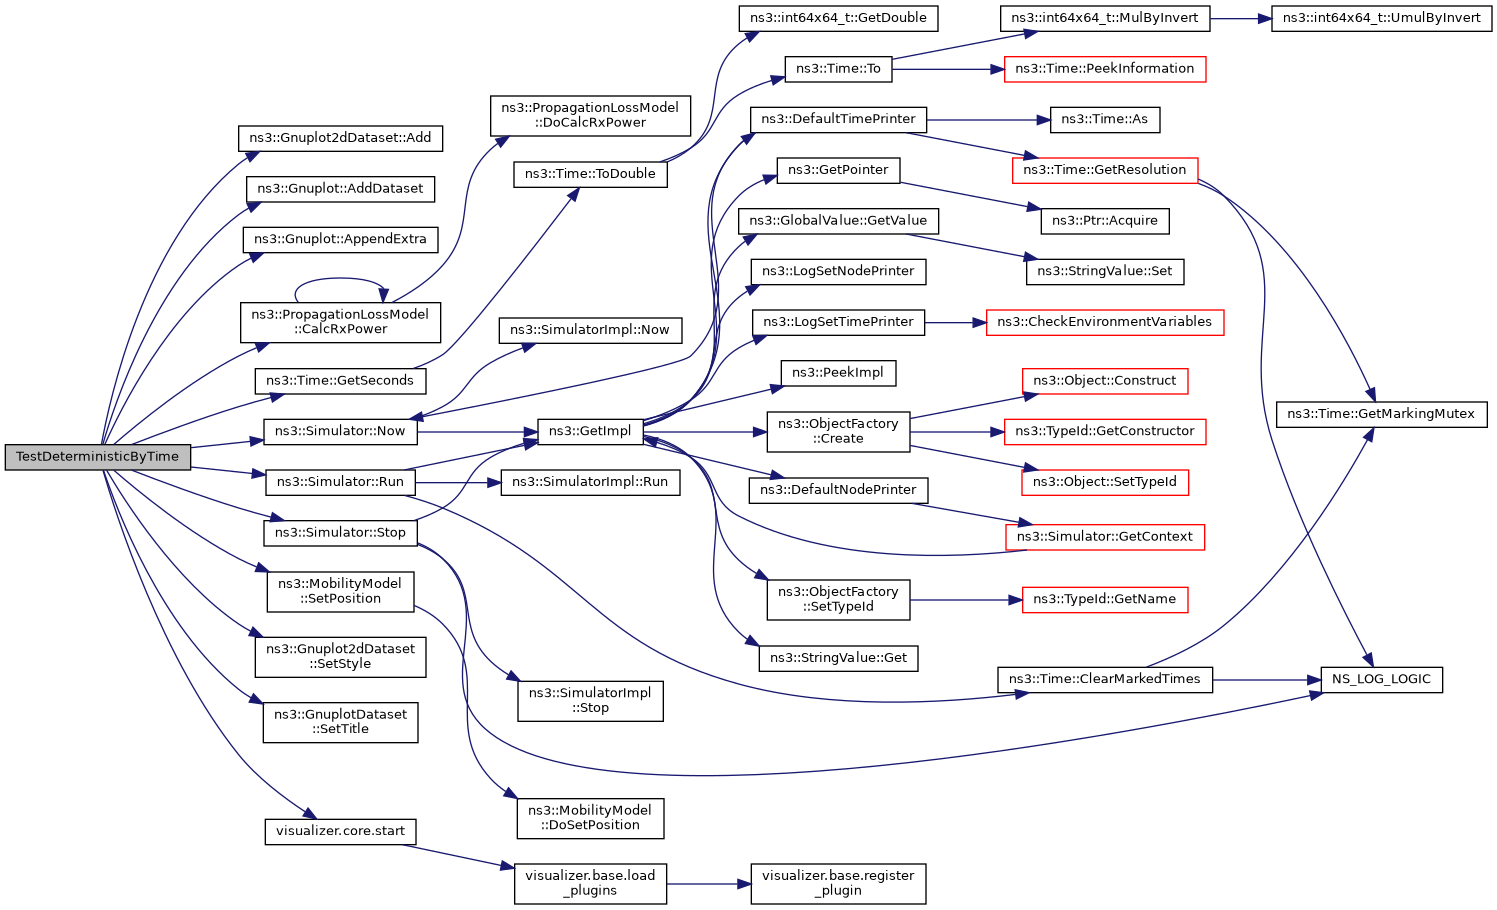 TestDeterministicByTime
ns3::Gnuplot2dDataset::Add
ns3::Gnuplot::AddDataset
ns3::Gnuplot::AppendExtra
ns3::PropagationLossModel
::CalcRxPower
ns3::Time::GetSeconds
ns3::Simulator::Now
ns3::Simulator::Run
ns3::Simulator::Stop
ns3::MobilityModel
::SetPosition
ns3::Gnuplot2dDataset
::SetStyle
ns3::GnuplotDataset
::SetTitle
visualizer.core.start
ns3::PropagationLossModel
::DoCalcRxPower
ns3::Time::ToDouble
ns3::SimulatorImpl::Now
ns3::GetImpl
ns3::SimulatorImpl::Run
ns3::SimulatorImpl
::Stop
ns3::MobilityModel
::DoSetPosition
visualizer.base.load
_plugins
ns3::int64x64_t::GetDouble
ns3::Time::To
ns3::DefaultTimePrinter
ns3::GetPointer
ns3::GlobalValue::GetValue
ns3::LogSetNodePrinter
ns3::LogSetTimePrinter
ns3::PeekImpl
ns3::ObjectFactory
::Create
ns3::DefaultNodePrinter
ns3::ObjectFactory
::SetTypeId
ns3::StringValue::Get
visualizer.base.register
_plugin
ns3::int64x64_t::MulByInvert
ns3::Time::PeekInformation
ns3::Time::As
ns3::Time::GetResolution
ns3::Ptr::Acquire
ns3::StringValue::Set
ns3::CheckEnvironmentVariables
ns3::Object::Construct
ns3::TypeId::GetConstructor
ns3::Object::SetTypeId
ns3::Simulator::GetContext
ns3::TypeId::GetName
ns3::Time::ClearMarkedTimes
ns3::int64x64_t::UmulByInvert
ns3::Time::GetMarkingMutex
NS_LOG_LOGIC